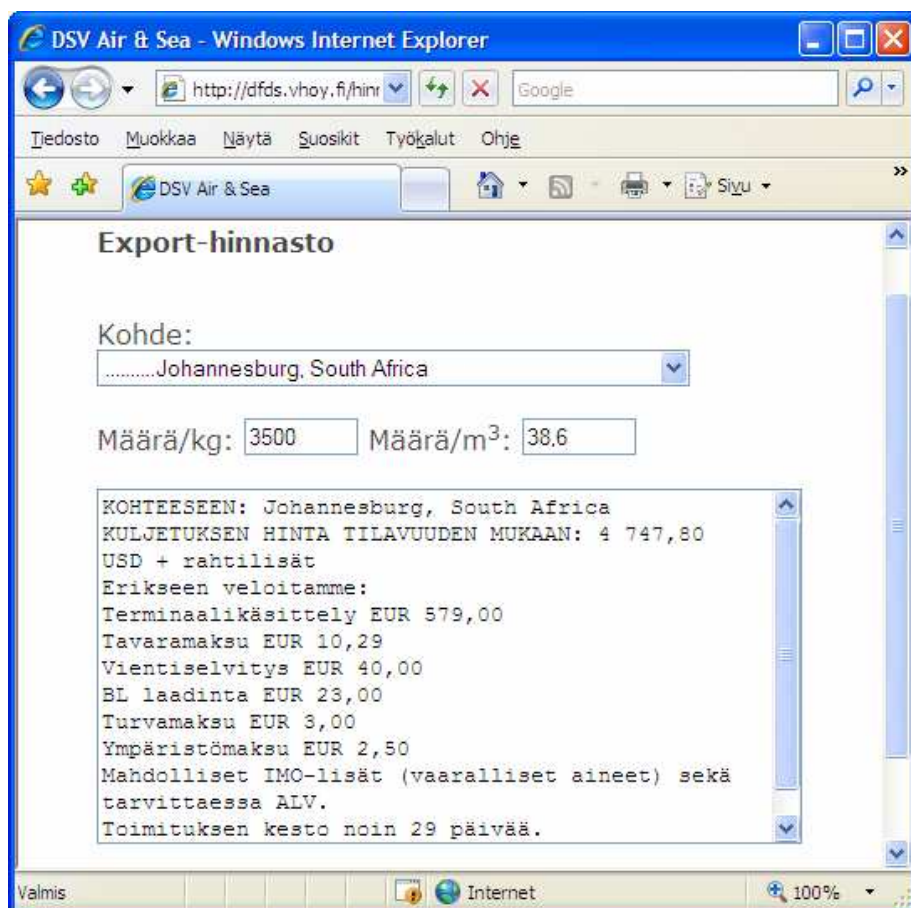 DSV Air & Sea - Windows Internet Explorer
http://dfds.vhoy.fi/hinr
Google
Tiedosto Muokkaa Näytä Suosikit Työkalut Ohje
DSV Air & Sea
Sivu
»
Export-hinnasto
Kohde:
..........Johannesburg, South Africa
Määrä/kg: 3500 Määrä/m³: 38,6
KOHTEESEEN: Johannesburg, South Africa
KULJETUKSEN HINTA TILAVUUDEN MUKAAN: 4 747,80
USD + rahtilisät
Erikseen veloitamme:
Terminaalikäsittely EUR 579,00
Tavaramaksu EUR 10,29
Vientiselvitys EUR 40,00
BL laadinta EUR 23,00
Turvamaksu EUR 3,00
Ympäristömaksu EUR 2,50
Mahdolliset IMO-lisät (vaaralliset aineet) sekä
tarvittaessa ALV.
Toimituksen kesto noin 29 päivää.
Valmis Internet 100%